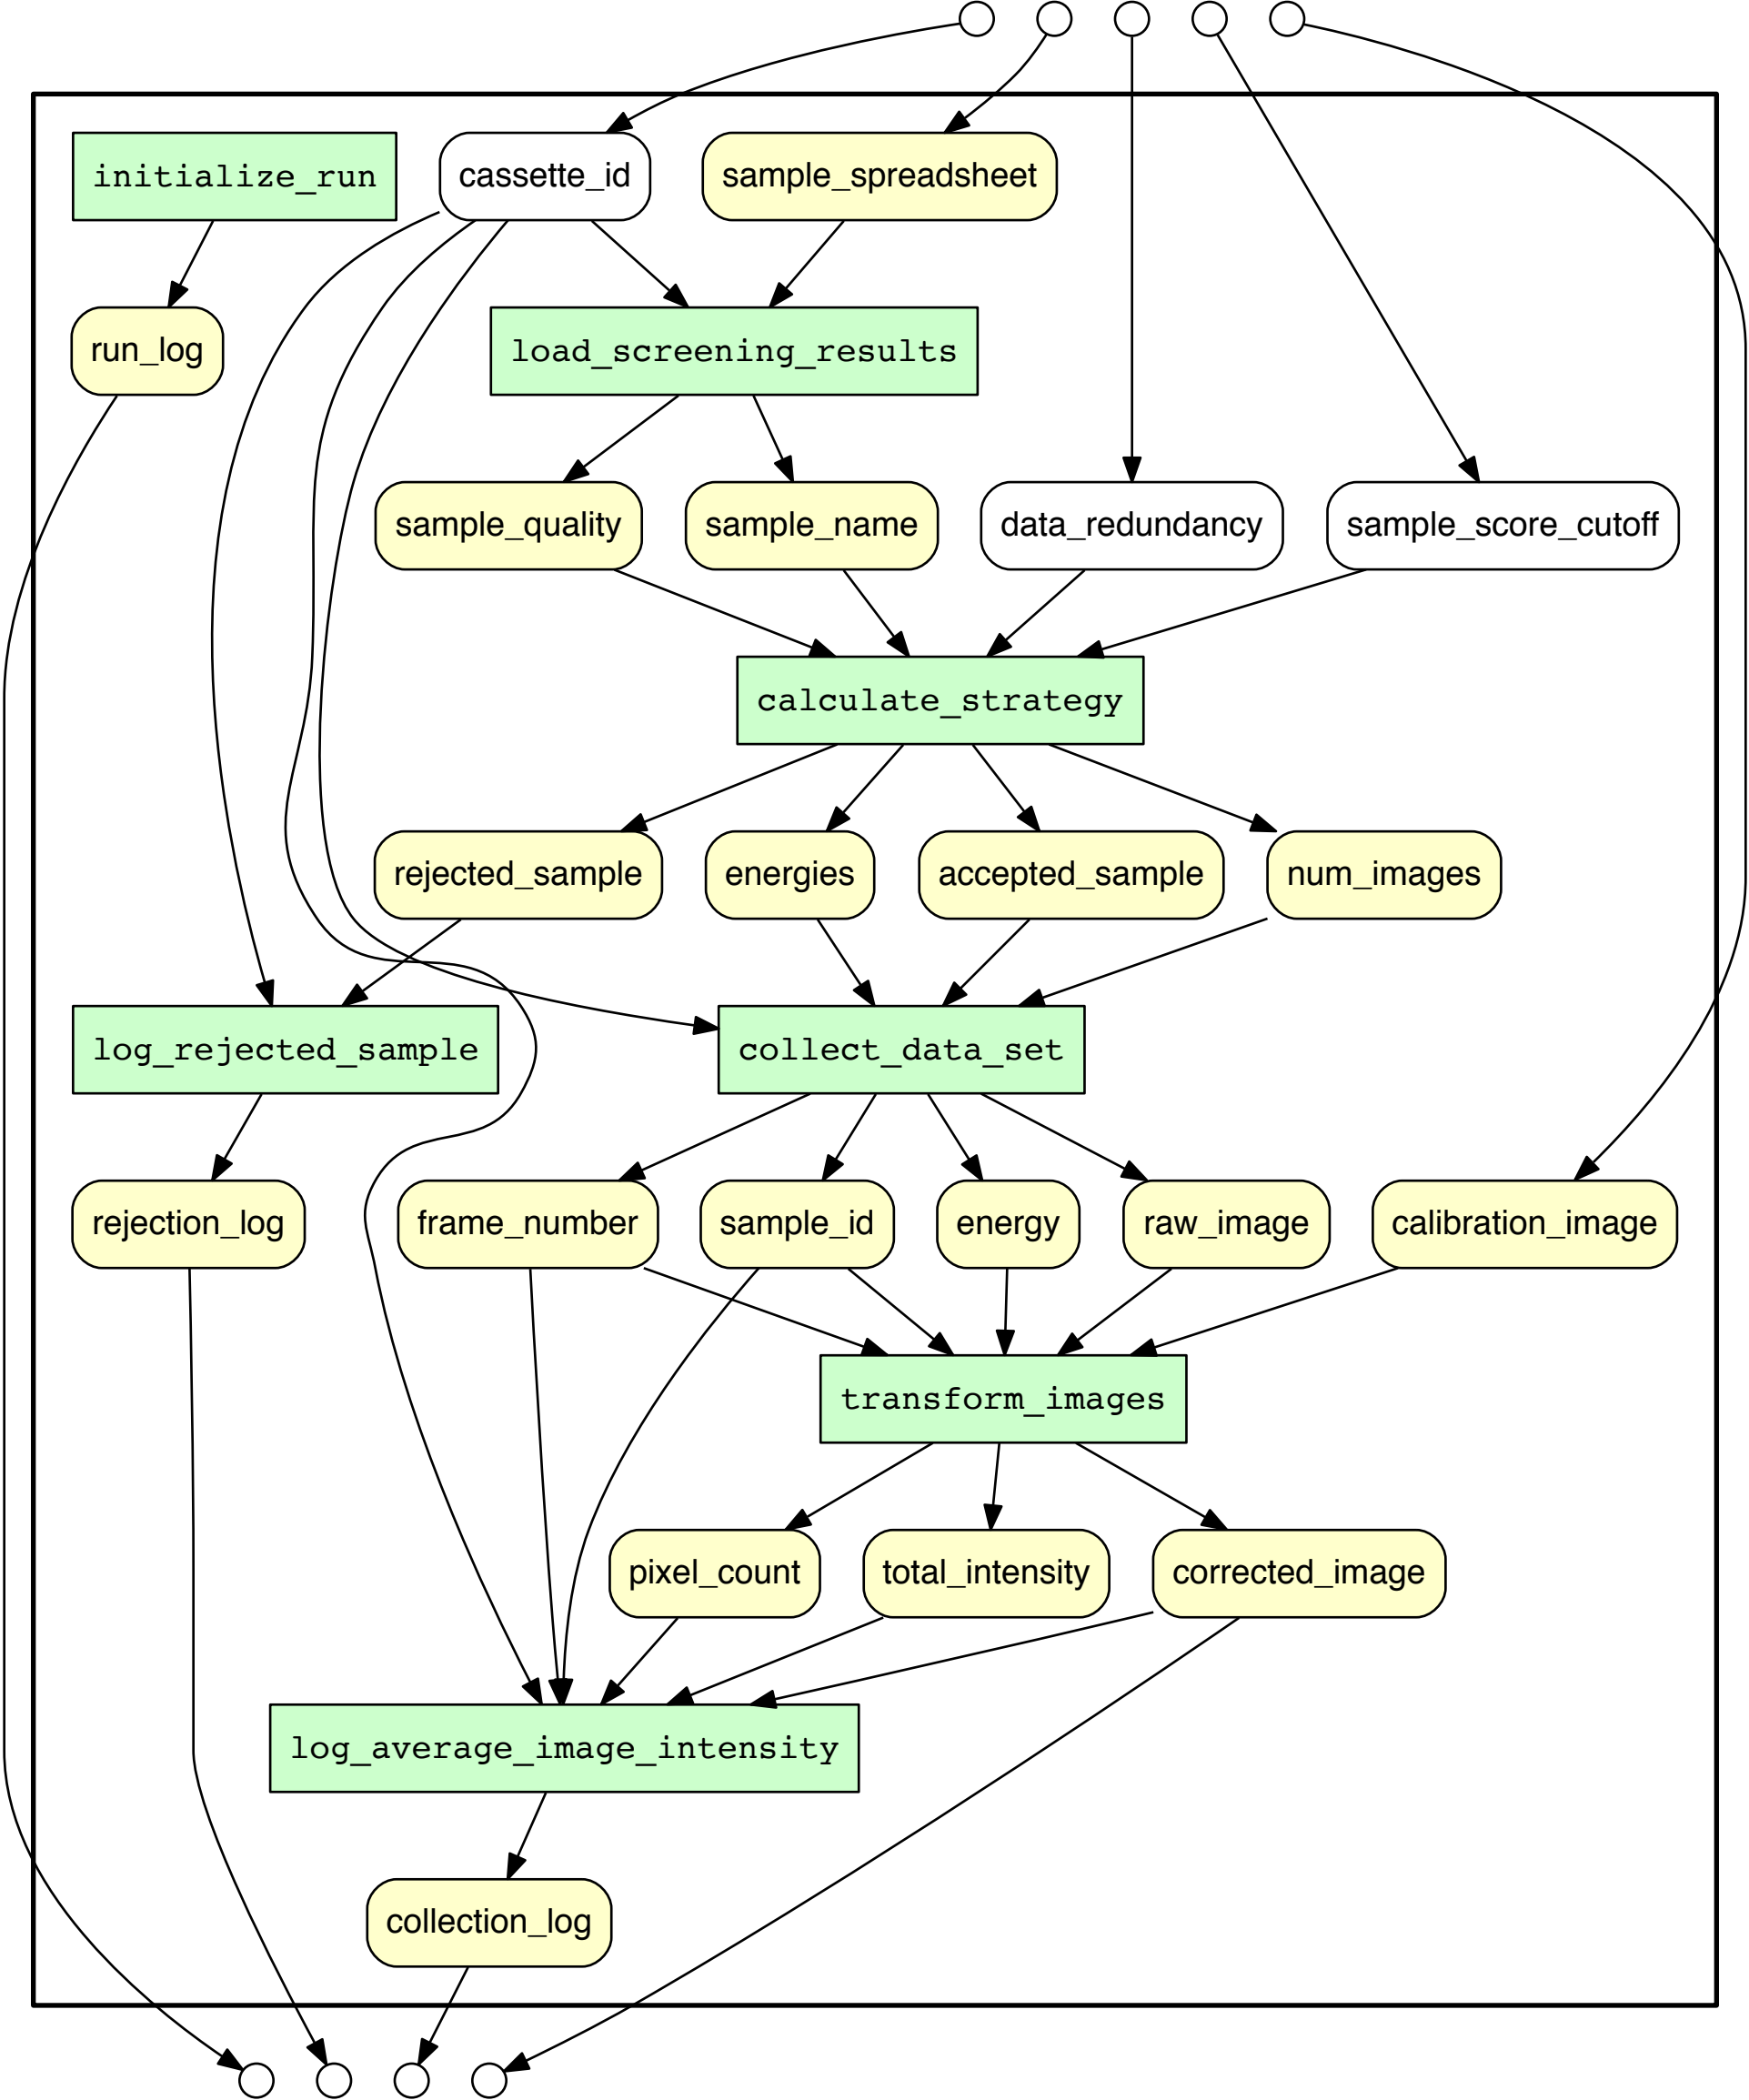 initialize_run
cassette_id
sample_spreadsheet
run_log
load_screening_results
sample_quality
sample_name
data_redundancy
sample_score_cutoff
calculate_strategy
rejected_sample
energies
accepted_sample
num_images
log_rejected_sample
collect_data_set
rejection_log
frame_number
sample_id
energy
raw_image
calibration_image
transform_images
pixel_count
total_intensity
corrected_image
log_average_image_intensity
collection_log